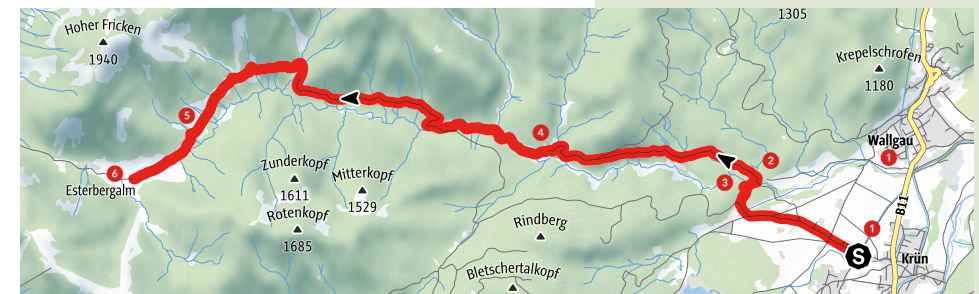 Hoher Fricken
1940
1305
Krepelschrofen
1180
5
4
Wallgau
1
2
6
Esterbergalm
Zunderkopf
1611
Mitterkopf
1529
3
Rotenkopf
1685
Rindberg
B11
1
S
Krün
Bletschertalkopf